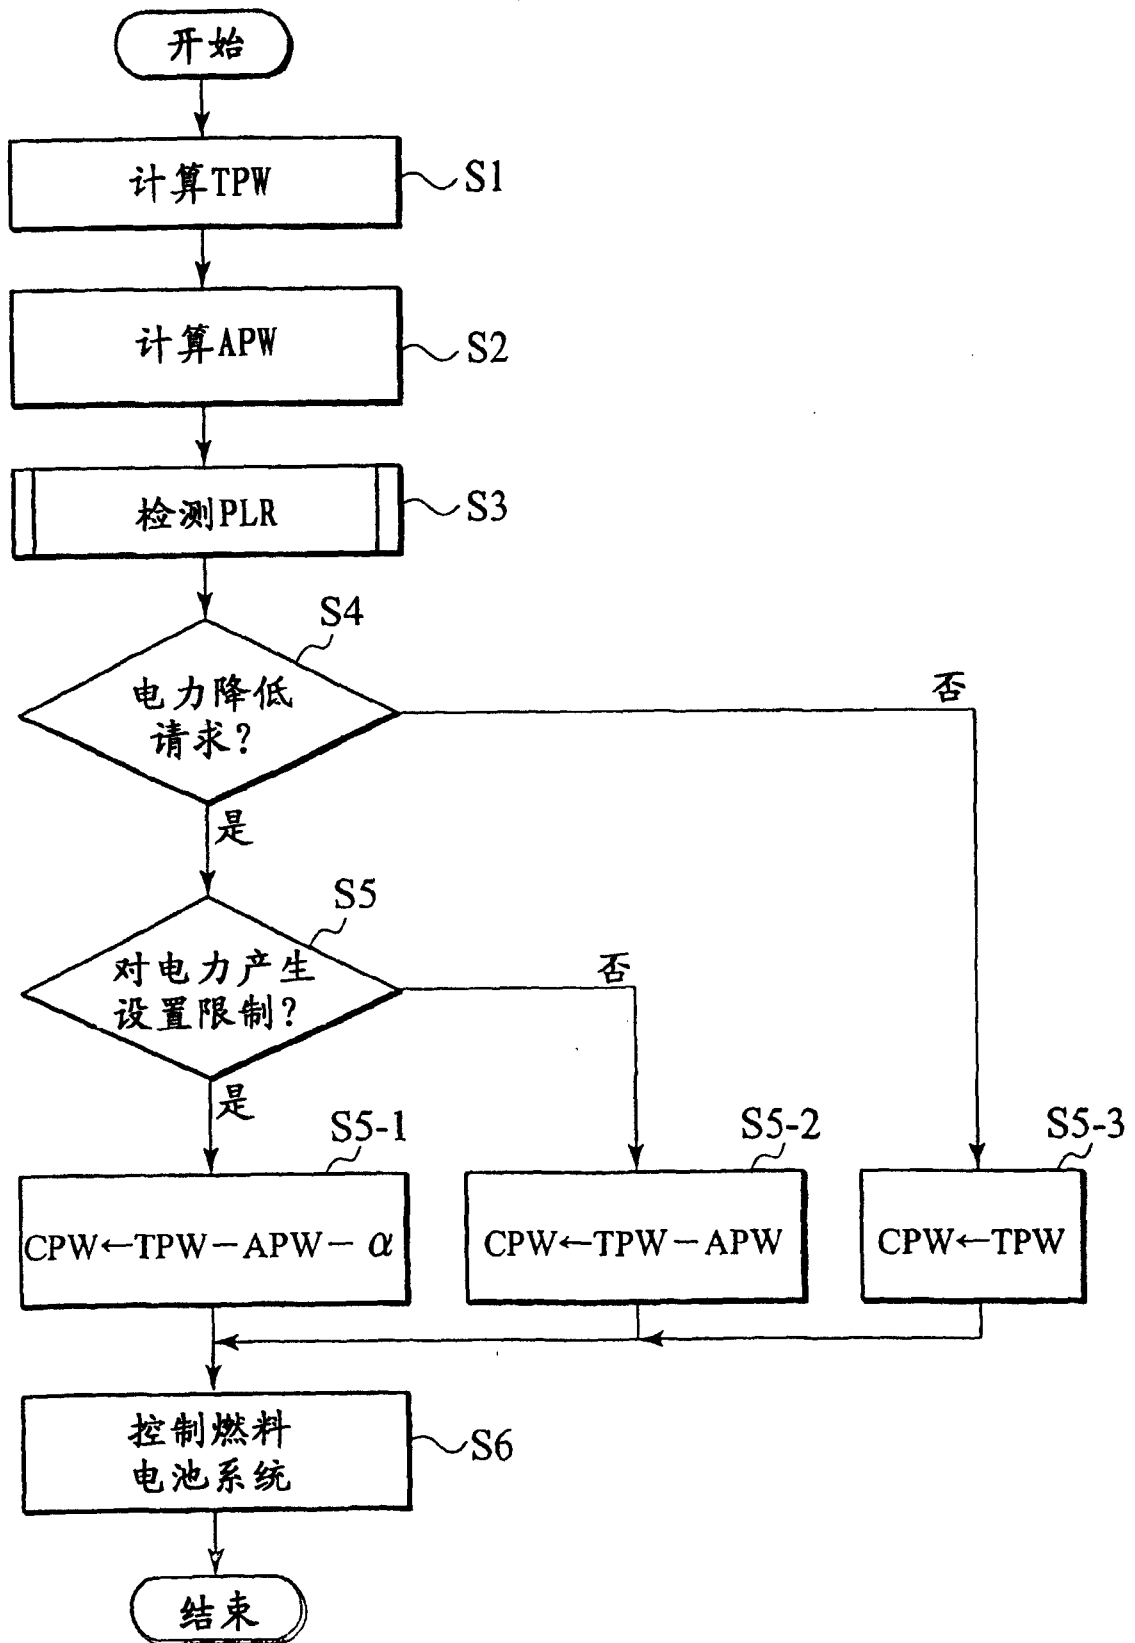 开始
计算TPW
S1
计算APW
S2
检测PLR
S3
S4
电力降低
请求？
否
是
S5
对电力产生
设置限制？
否
是
S5-1
S5-2
S5-3
CPW←TPW－APW－α
CPW←TPW－APW
CPW←TPW
控制燃料
电池系统
S6
结束